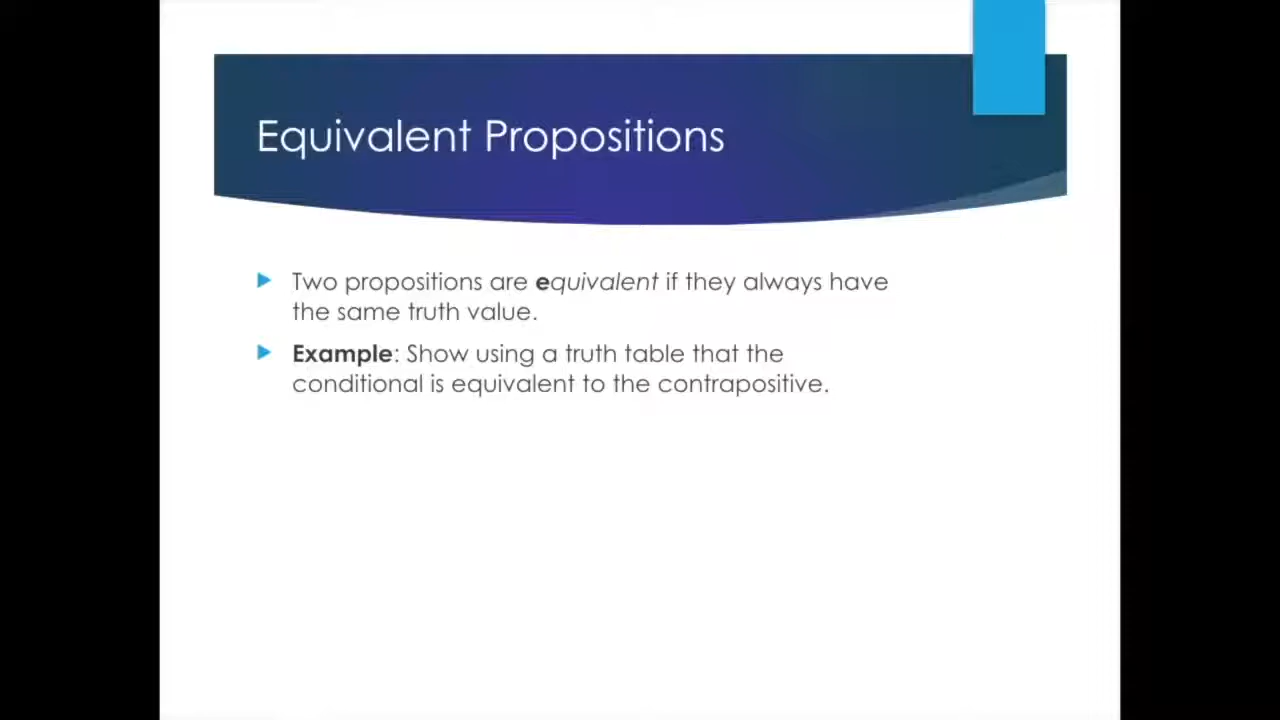 Equivalent Propositions
Two propositions are equivalent if they always have
the same truth value.
Example: Show using a truth table that the
conditional is equivalent to the contrapositive.